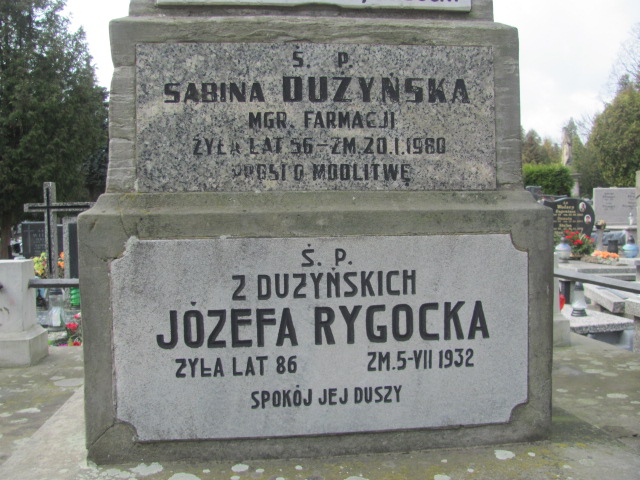 Ś. P.
SABINA DUŻYŃSKA
MGR. FARMACJI
ŻYŁA LAT 56 – ZM. 20.I.1980
PROSI O MODLITWĘ
Ś. P.
Z DUŻYŃSKICH
JÓZEFA RYGOCKA
ŻYŁA LAT 86 ZM. 5-VII 1932
SPOKÓJ JEJ DUSZY